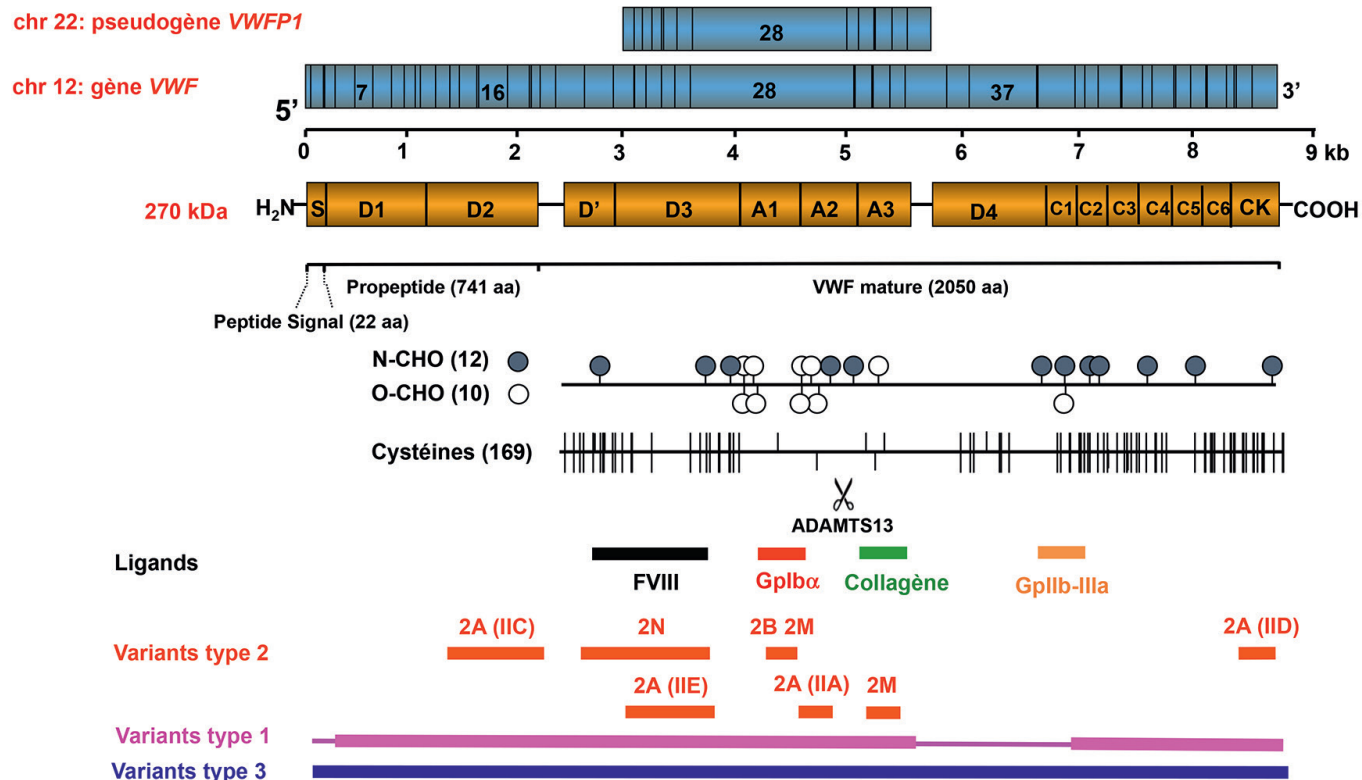 chr 22: pseudogène VWFP1
28
chr 12: gène VWF
5’
7
16
28
37
3’
0 1 2 3 4 5 6 7 8 9 kb
270 kDa
H₂N
S D1 D2 D' D3 A1 A2 A3 D4 C1 C2 C3 C4 C5 C6 CK
COOH
Propeptide (741 aa)
VWF mature (2050 aa)
Peptide Signal (22 aa)
N-CHO (12)
O-CHO (10)
Cystéines (169)
ADAMTS13
Ligands
FVIII
GpIbα
Collagène
GpIIb-IIIa
2A (IIC)
2N
2B 2M
2A (IID)
Variants type 2
2A (IIE)
2A (IIA)
2M
Variants type 1
Variants type 3